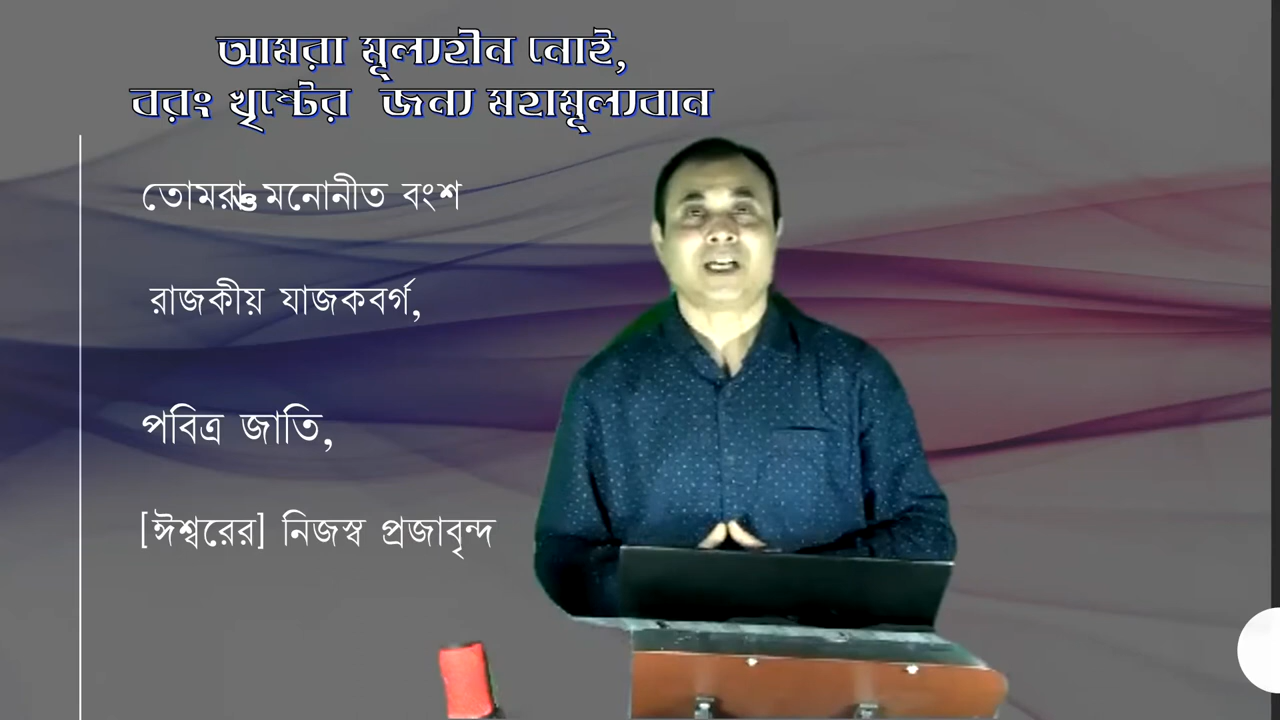 আমরা মূল্যহীন নোই,
বরং খৃষ্টের জন্য মহামূল্যবান
তোমরাও মনোনীত বংশ
রাজকীয় যাজকবর্গ,
পবিত্র জাতি,
[ঈশ্বরের] নিজস্ব প্রজাবৃন্দ